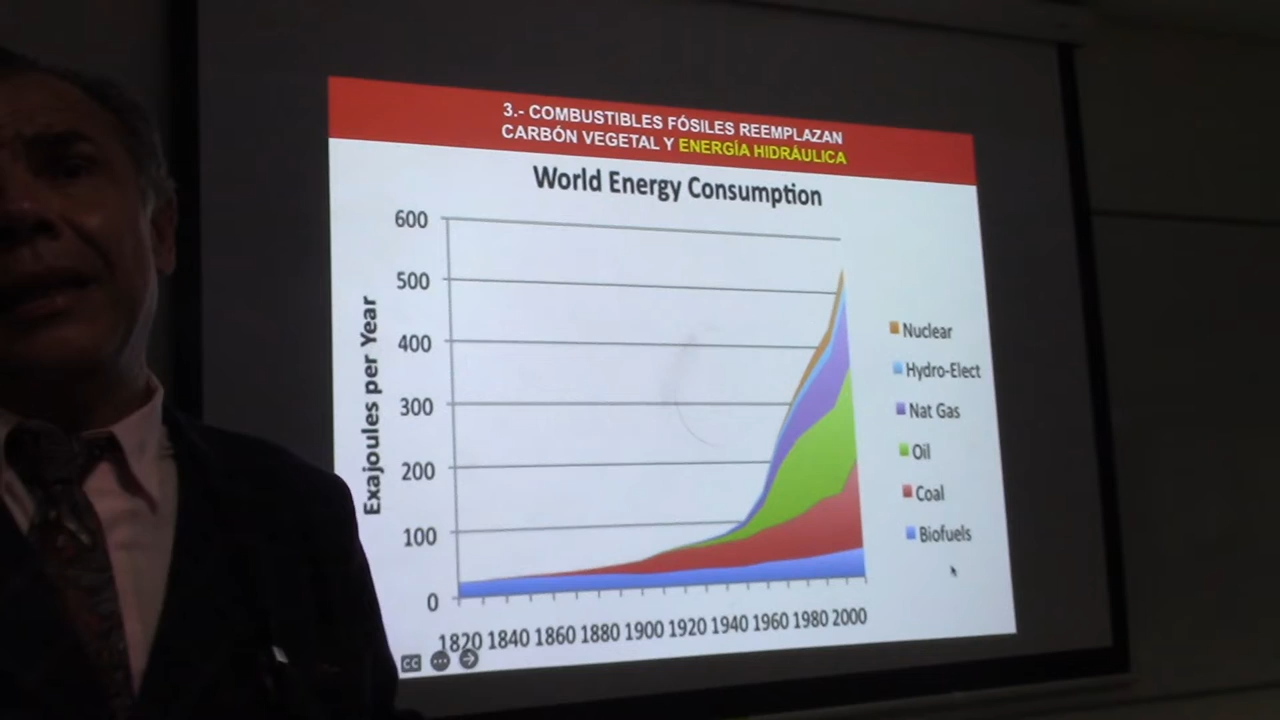 3.- COMBUSTIBLES FÓSILES REEMPLAZAN
CARBÓN VEGETAL Y ENERGÍA HIDRÁULICA
World Energy Consumption
Exajoules per Year
600
500
400
300
200
100
0
1820 1840 1860 1880 1900 1920 1940 1960 1980 2000
Nuclear
Hydro-Elect
Nat Gas
Oil
Coal
Biofuels
CC